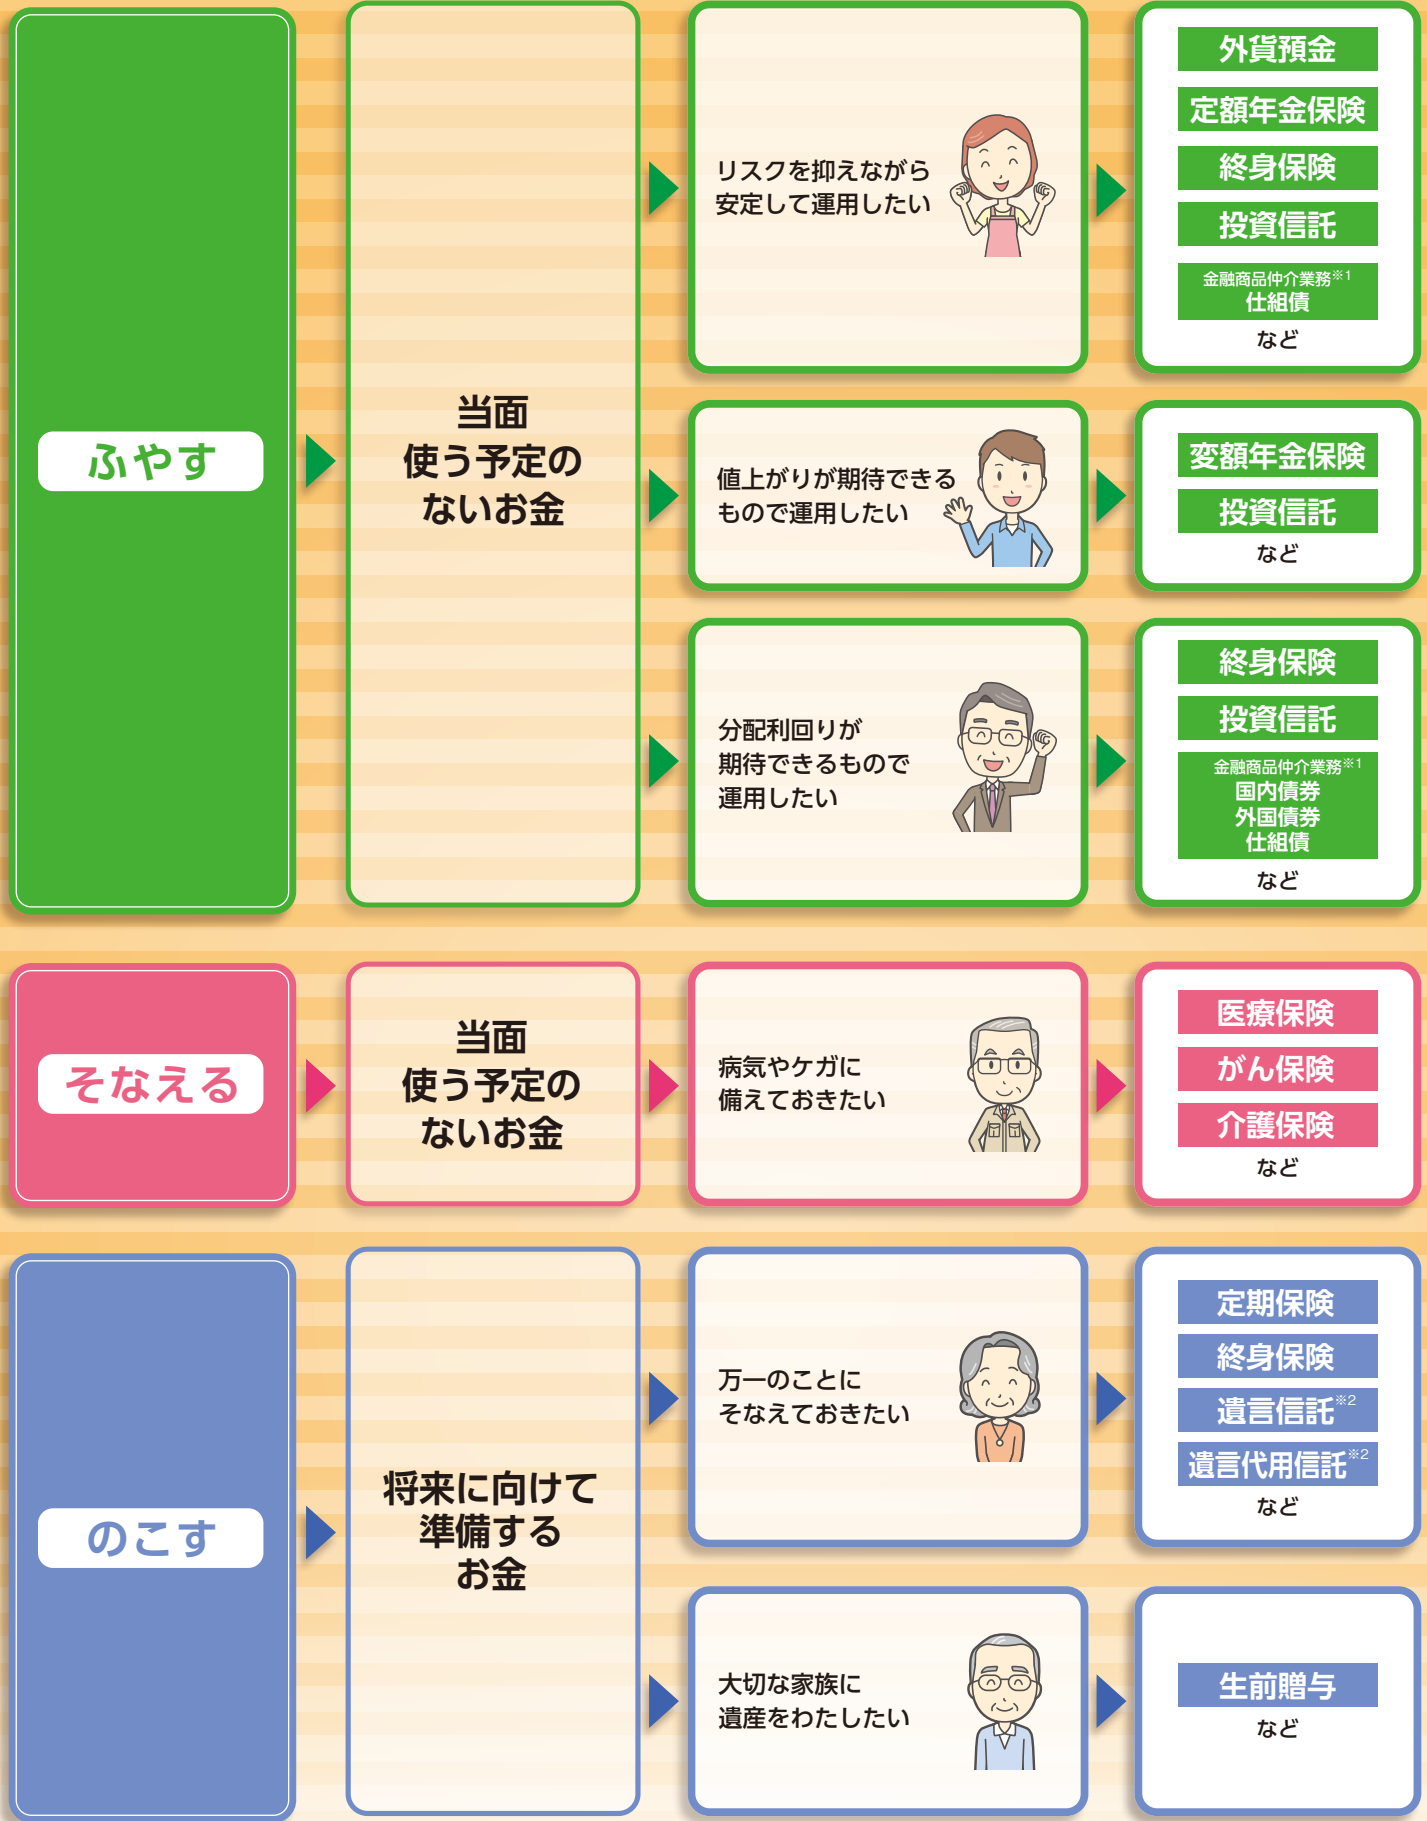 ふやす
当面
使う予定の
ないお金
リスクを抑えながら
安定して運用したい
外貨預金
定額年金保険
終身保険
投資信託
金融商品仲介業務※1
仕組債
など
値上がりが期待できる
もので運用したい
変額年金保険
投資信託
など
分配利回りが
期待できるもので
運用したい
終身保険
投資信託
金融商品仲介業務※1
国内債券
外国債券
仕組債
など
そなえる
当面
使う予定の
ないお金
病気やケガに
備えておきたい
医療保険
がん保険
介護保険
など
のこす
将来に向けて
準備する
お金
万一のことに
そなえておきたい
定期保険
終身保険
遺言信託※2
遺言代用信託※2
など
大切な家族に
遺産をわたしたい
生前贈与
など